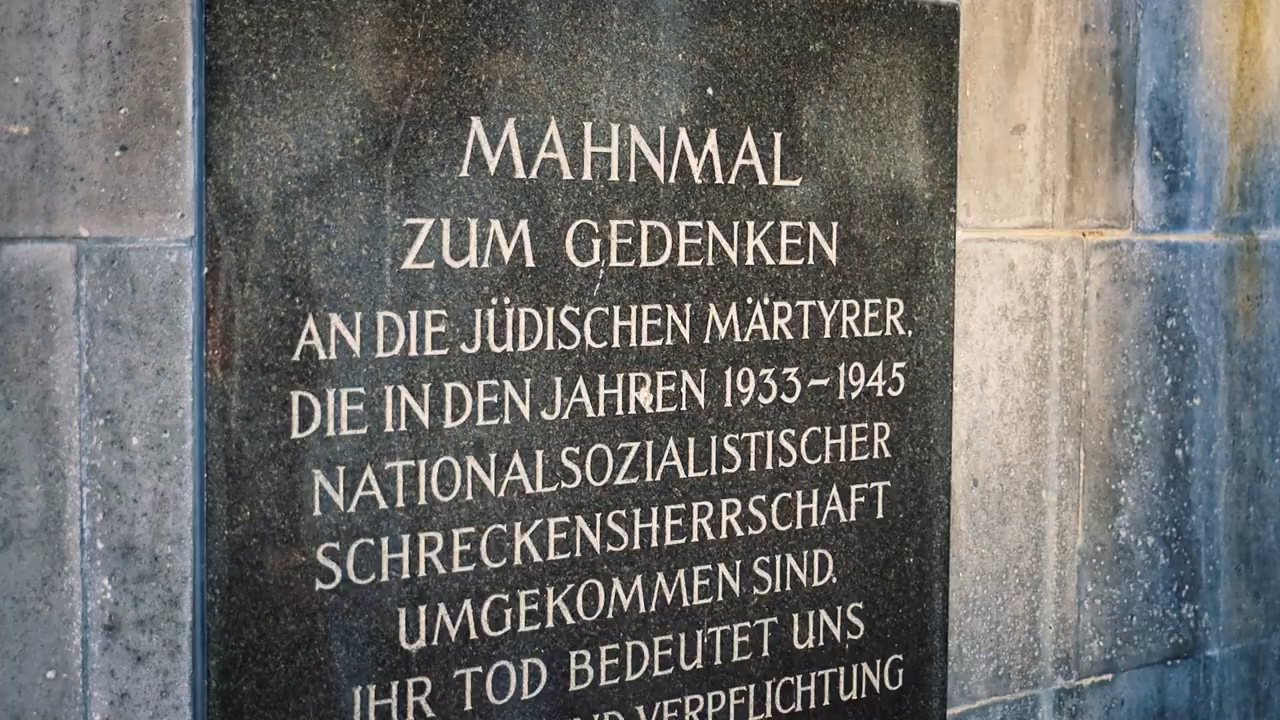 MAHNMAL
ZUM GEDENKEN
AN DIE JÜDISCHEN MÄRTYRER,
DIE IN DEN JAHREN 1933-1945
NATIONALSOZIALISTISCHER
SCHRECKENSHERRSCHAFT
UMGEKOMMEN SIND.
IHR TOD BEDEUTET UNS
VERPFLICHTUNG